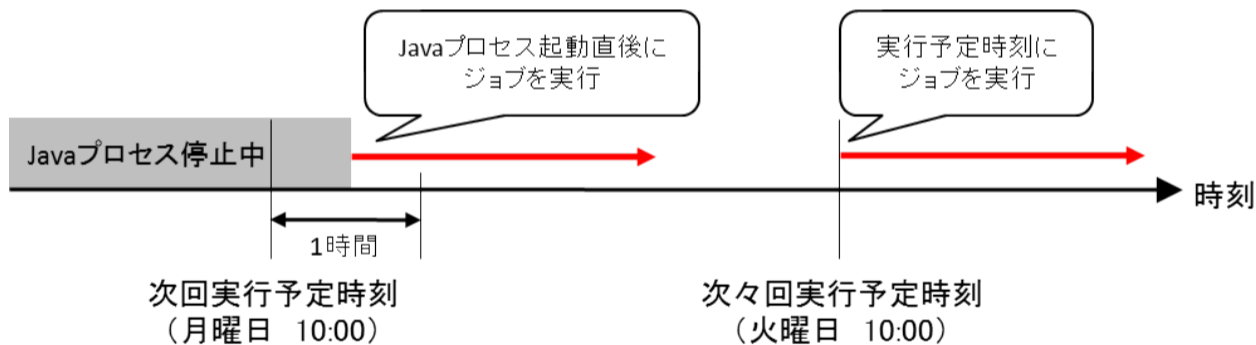 Javaプロセス起動直後に
ジョブを実行
実行予定時刻に
ジョブを実行
Javaプロセス停止中
時刻
1時間
次回実行予定時刻
（月曜日 10:00）
次々回実行予定時刻
（火曜日 10:00）